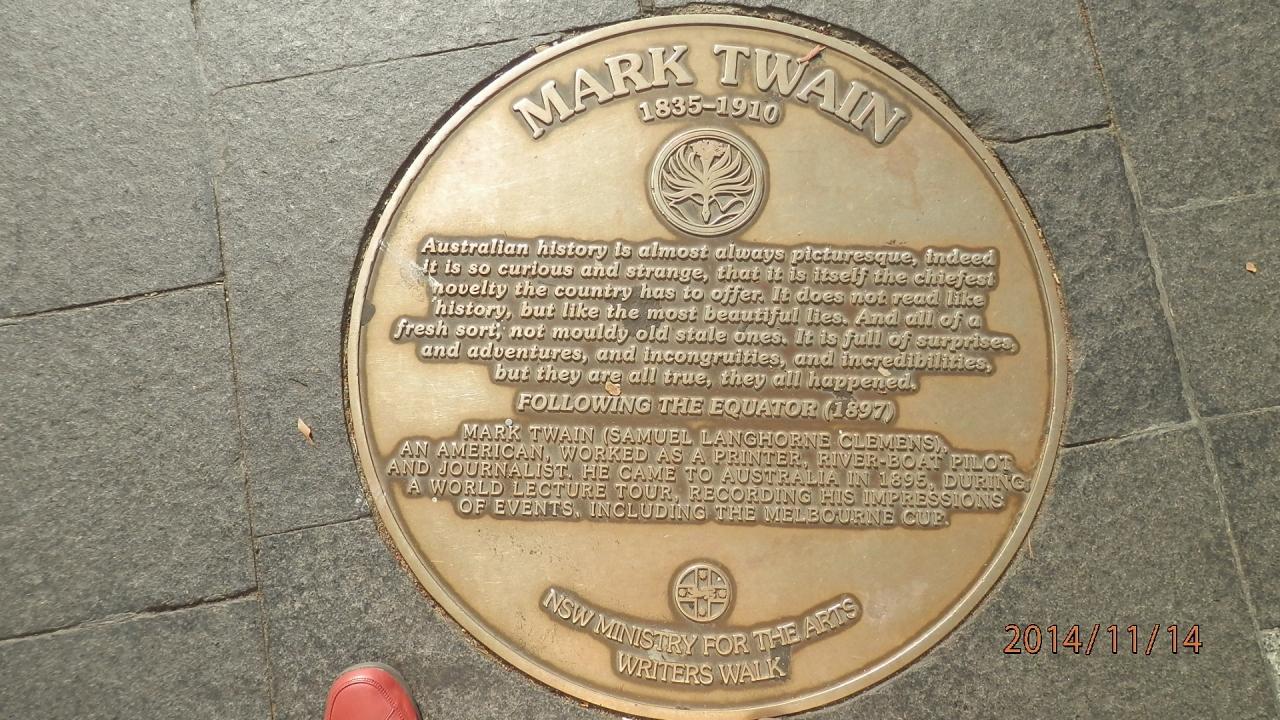 MARK TWAIN
1835-1910
Australian history is almost always picturesque, indeed
it is so curious and strange, that it is itself the chiefest
novelty the country has to offer. It does not read like
history, but like the most beautiful lies. And all of a
fresh sort, not mouldy old stale ones. It is full of surprises,
and adventures, and incongruities, and incredibilities,
but they are all true, they all happened.
FOLLOWING THE EQUATOR (1897)
MARK TWAIN (SAMUEL LANGHORNE CLEMENS),
AN AMERICAN, WORKED AS A PRINTER, RIVER-BOAT PILOT
AND JOURNALIST. HE CAME TO AUSTRALIA IN 1895, DURING
A WORLD LECTURE TOUR, RECORDING HIS IMPRESSIONS
OF EVENTS, INCLUDING THE MELBOURNE CUP.
NSW MINISTRY FOR THE ARTS
WRITERS WALK
2014/11/14